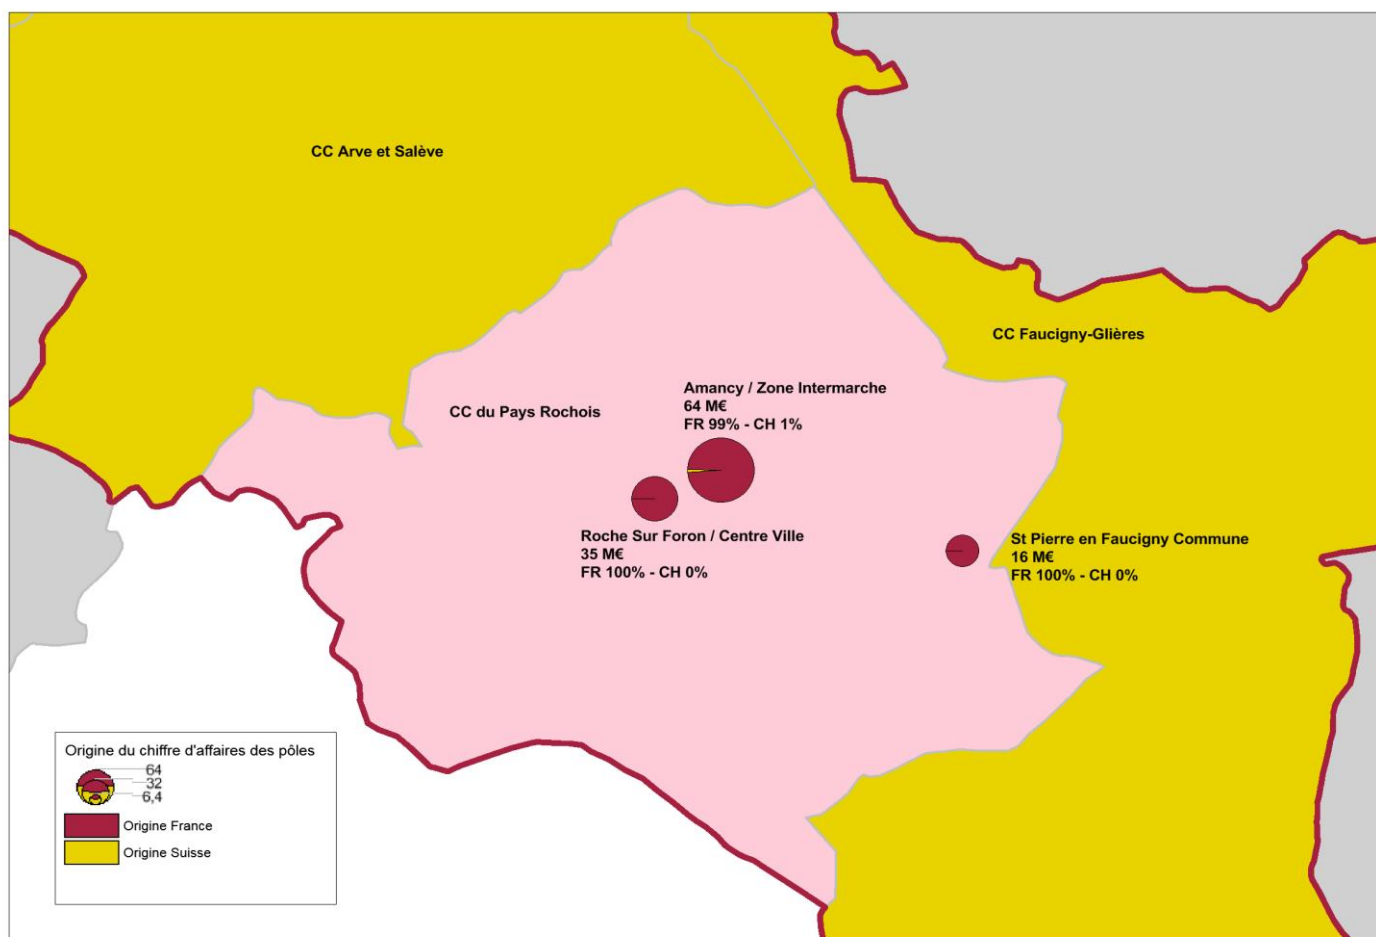 CC Arve et Salève
CC Faucigny-Glières
Amancy / Zone Intermarche
64 M€
FR 99% - CH 1%
CC du Pays Rochois
Roche Sur Foron / Centre Ville
35 M€
FR 100% - CH 0%
St Pierre en Faucigny Commune
16 M€
FR 100% - CH 0%
Origine du chiffre d'affaires des pôles
64
32
6,4
Origine France
Origine Suisse